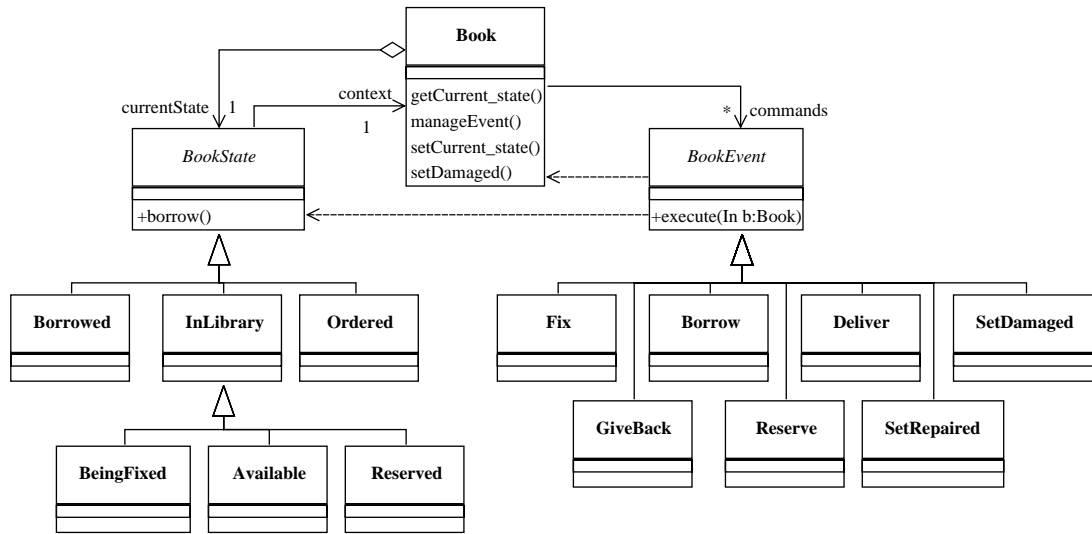 Book
getCurrent_state()
manageEvent()
setCurrent_state()
setDamaged()
currentState
1
context
1
* commands
BookState
+borrow()
BookEvent
+execute(In b:Book)
Borrowed
InLibrary
Ordered
Fix
Borrow
Deliver
SetDamaged
GiveBack
Reserve
SetRepaired
BeingFixed
Available
Reserved